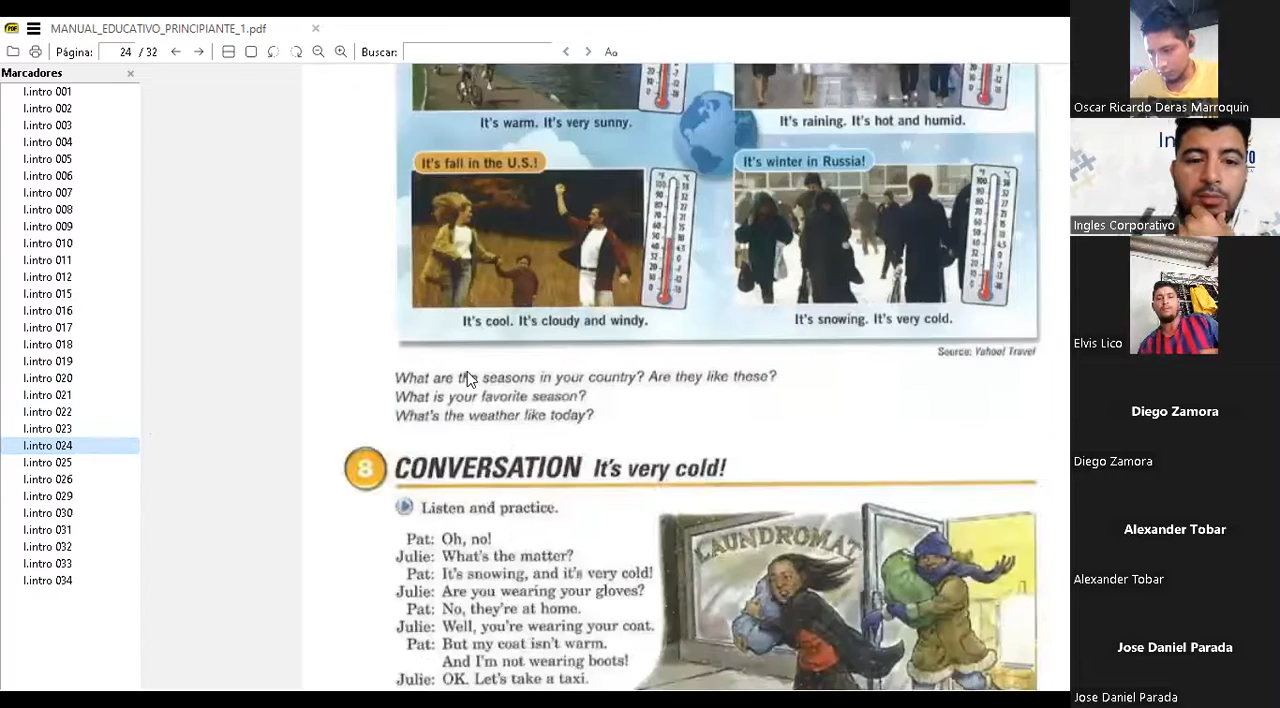 MANUAL_EDUCATIVO_PRINCIPIANTE_1.pdf
Página: 24 / 32 Buscar: Aa
Marcadores
I.intro 001
I.intro 002
I.intro 003
I.intro 004
I.intro 005
I.intro 006
I.intro 007
I.intro 008
I.intro 009
I.intro 010
I.intro 011
I.intro 012
I.intro 015
I.intro 016
I.intro 017
I.intro 018
I.intro 019
I.intro 020
I.intro 021
I.intro 022
I.intro 023
I.intro 024
I.intro 025
I.intro 026
I.intro 029
I.intro 030
I.intro 031
I.intro 032
I.intro 033
I.intro 034
It's warm. It's very sunny.
It's raining. It's hot and humid.
It's fall in the U.S.!
It's winter in Russia!
It's cool. It's cloudy and windy.
It's snowing. It's very cold.
Source: Yahoo! Travel
What are the seasons in your country? Are they like these?
What is your favorite season?
What's the weather like today?
8 CONVERSATION It's very cold!
Listen and practice.
Pat: Oh, no!
Julie: What's the matter?
Pat: It's snowing, and it's very cold!
Julie: Are you wearing your gloves?
Pat: No, they're at home.
Julie: Well, you're wearing your coat.
Pat: But my coat isn't warm.
And I'm not wearing boots!
Julie: OK. Let's take a taxi.
LAUNDROMAT
Oscar Ricardo Deras Marroquin
Ingles Corporativo
Elvis Lico
Diego Zamora
Diego Zamora
Alexander Tobar
Alexander Tobar
Jose Daniel Parada
Jose Daniel Parada